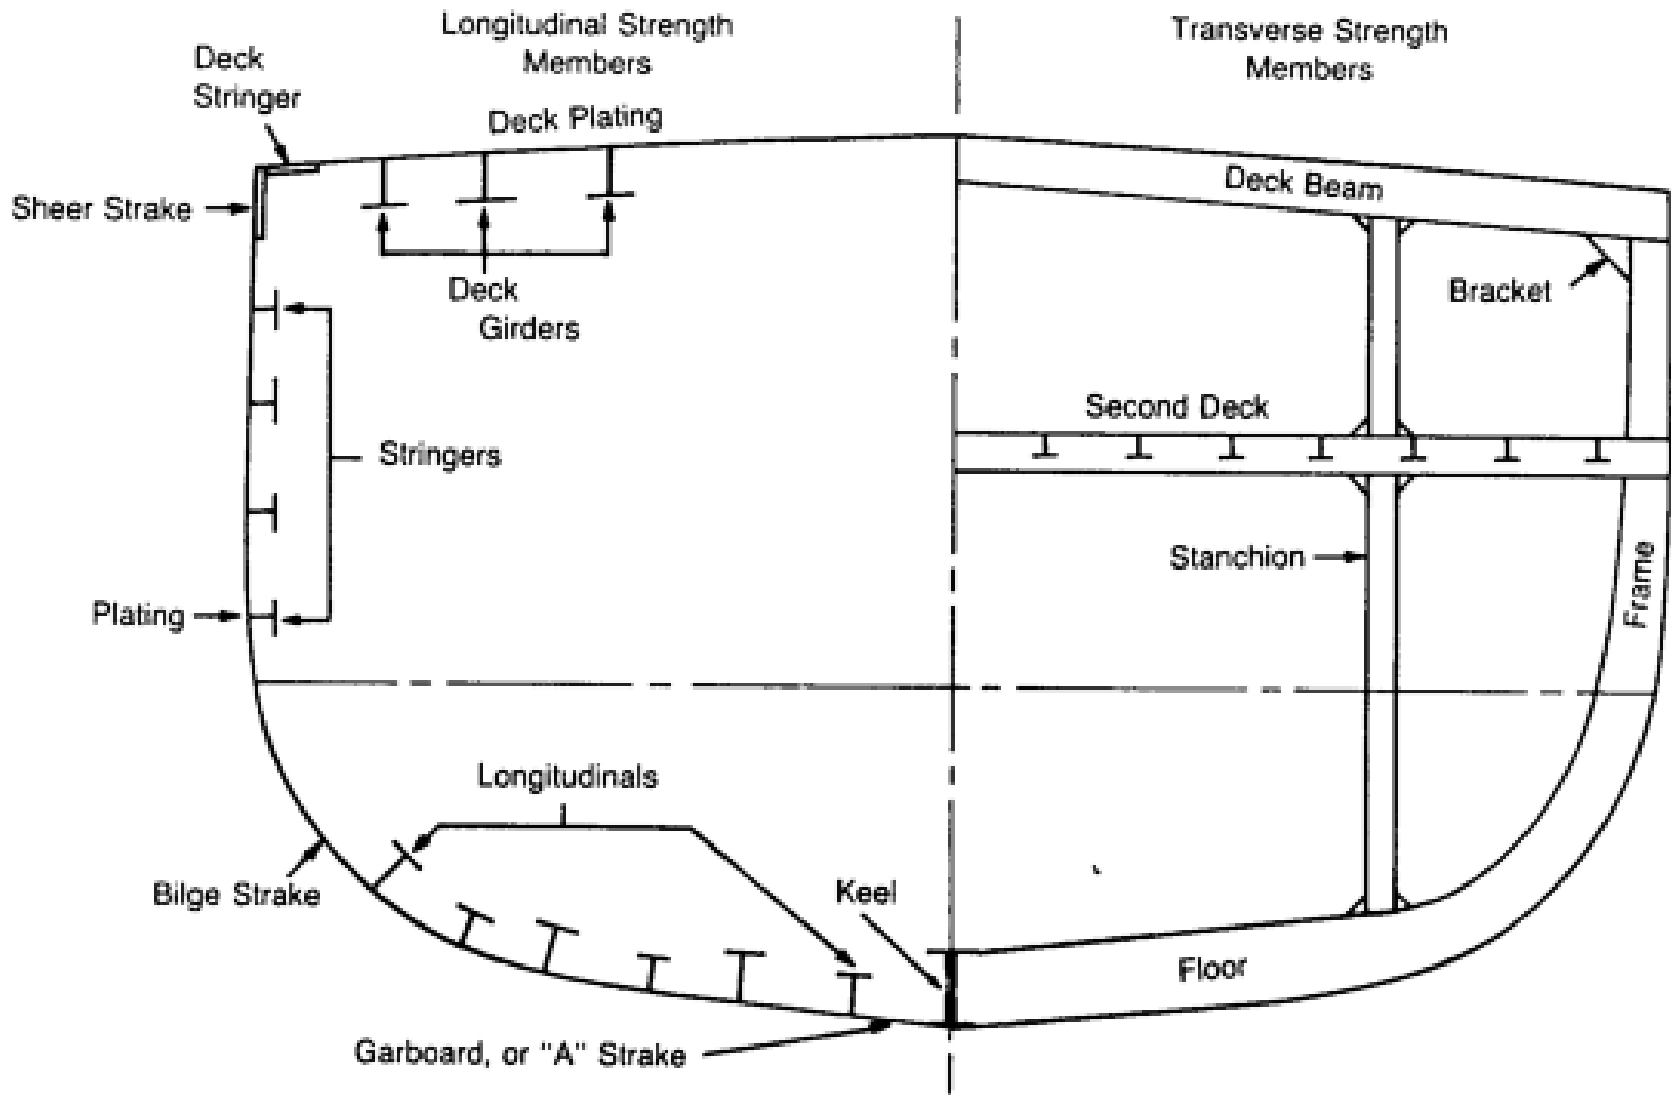 Longitudinal Strength
Members
Transverse Strength
Members
Deck
Stringer
Deck Plating
Sheer Strake
Deck Beam
Deck
Girders
Bracket
Stringers
Second Deck
Stanchion
Frame
Plating
Longitudinals
Bilge Strake
Keel
Floor
Garboard, or "A" Strake